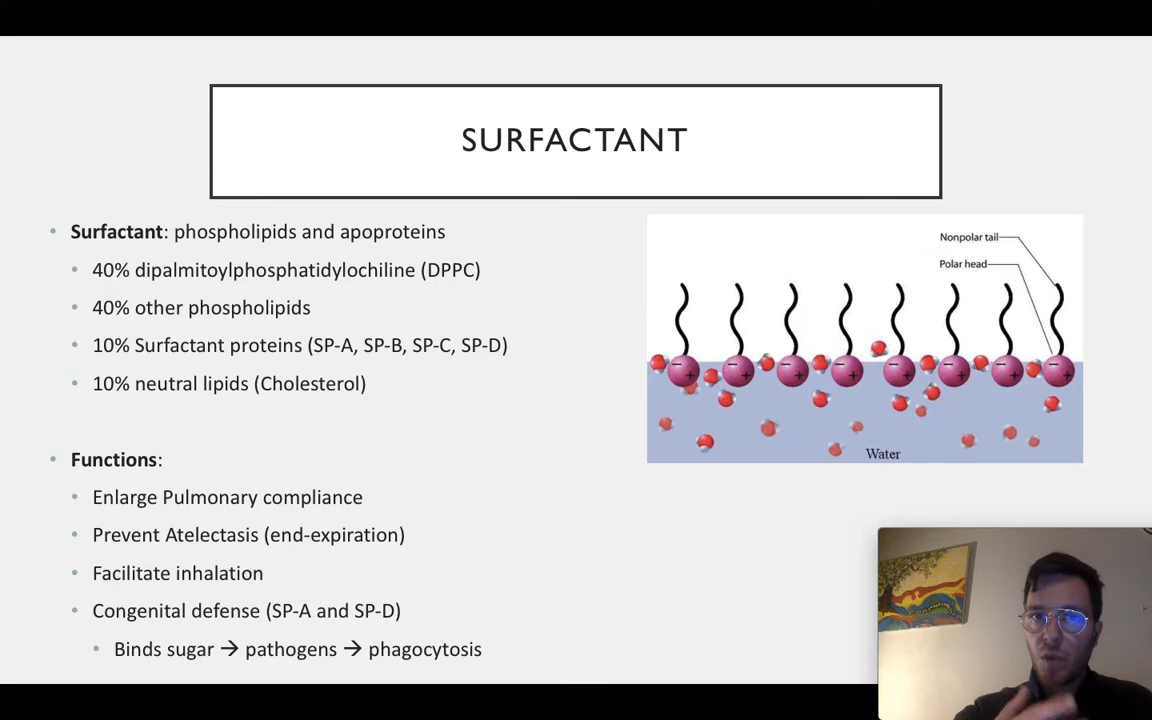 SURFACTANT
• Surfactant: phospholipids and apoproteins
• 40% dipalmitoylphosphatidylochiline (DPPC)
• 40% other phospholipids
• 10% Surfactant proteins (SP-A, SP-B, SP-C, SP-D)
• 10% neutral lipids (Cholesterol)
• Functions:
• Enlarge Pulmonary compliance
• Prevent Atelectasis (end-expiration)
• Facilitate inhalation
• Congenital defense (SP-A and SP-D)
• Binds sugar → pathogens → phagocytosis
Nonpolar tail
Polar head
− + − + − + − + − + − + − + − +
Water